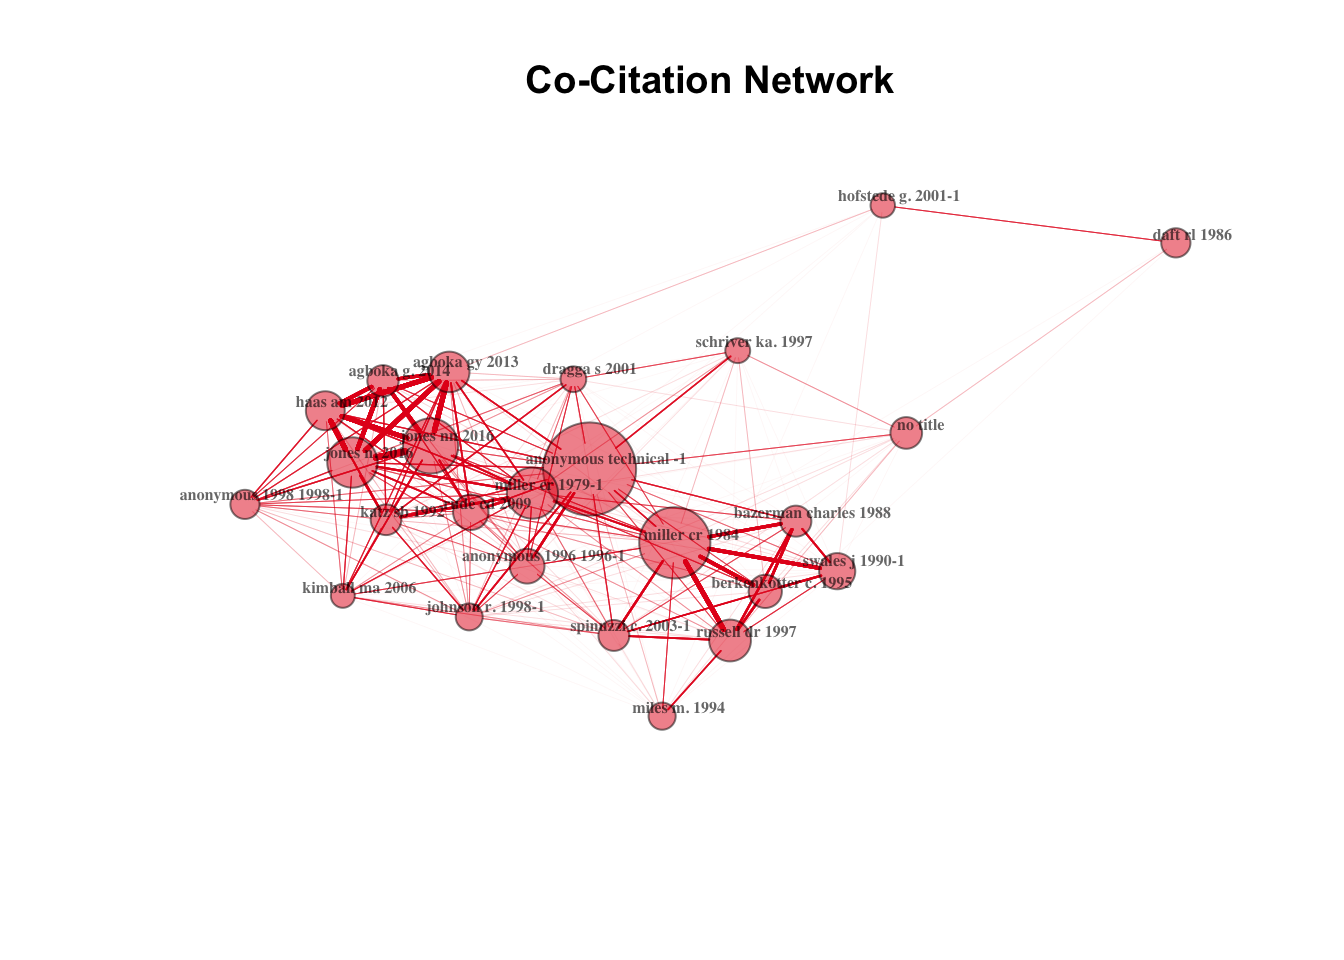 Co-Citation Network
hofstede g. 2001-1
daft rl 1986
schriver ka. 1997
agboka gy 2013
dragga s 2001
agboka g. 2014
haas am 2012
no title
jones nn 2016
jones n. 2016
anonymous technical -1
miller cr 1979-1
anonymous 1998 1998-1
rude cd 2009
katz sb 1992
bazerman charles 1988
miller cr 1984
anonymous 1996 1996-1
swales j 1990-1
berkenkotter c. 1995
kimball ma 2006
johnson r. 1998-1
spinuzzi c. 2003-1
russell dr 1997
miles m. 1994